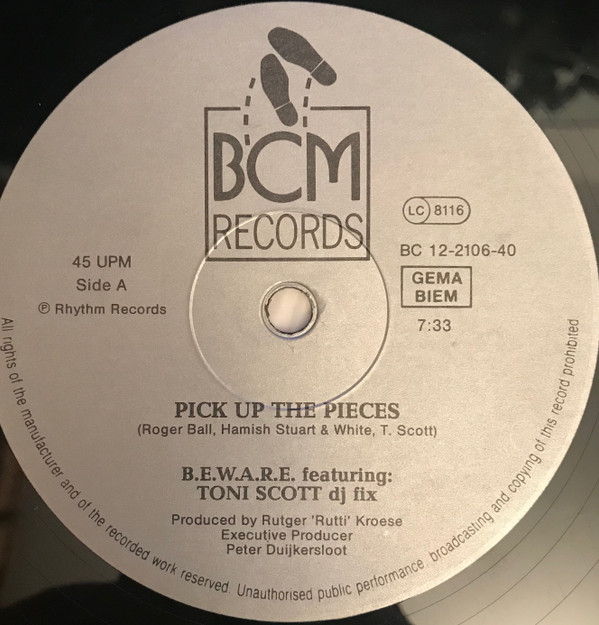 BCM
RECORDS
LC 8116
BC 12-2106-40
GEMA
BIEM
7:33
45 UPM
Side A
℗ Rhythm Records
PICK UP THE PIECES
(Roger Ball, Hamish Stuart & White, T. Scott)
B.E.W.A.R.E. featuring:
TONI SCOTT dj fix
Produced by Rutger 'Rutti' Kroese
Executive Producer
Peter Duijkersloot
All rights of the manufacturer and of the recorded work reserved. Unauthorised public performance, broadcasting and copying of this record prohibited